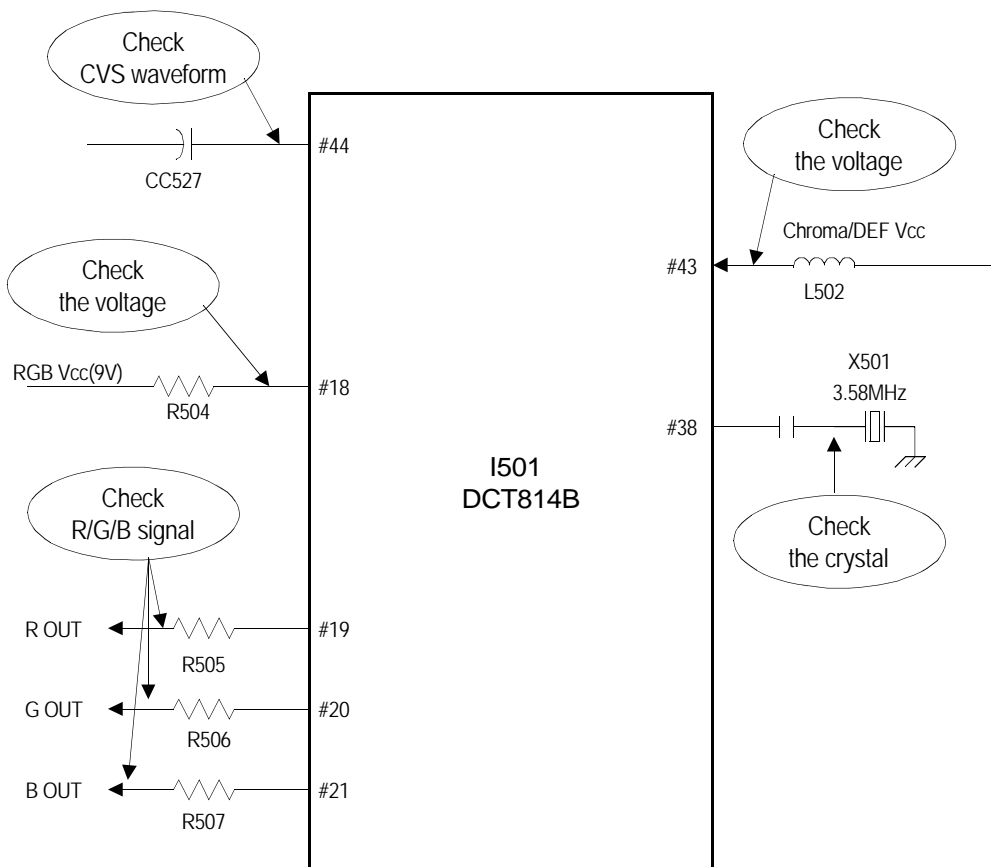 Check
CVS waveform
#44
CC527
Check
the voltage
Chroma/DEF Vcc
#43
L502
Check
the voltage
RGB Vcc(9V)
#18
R504
X501
3.58MHz
#38
I501
DCT814B
Check
R/G/B signal
Check
the crystal
R OUT
#19
R505
G OUT
#20
R506
B OUT
#21
R507